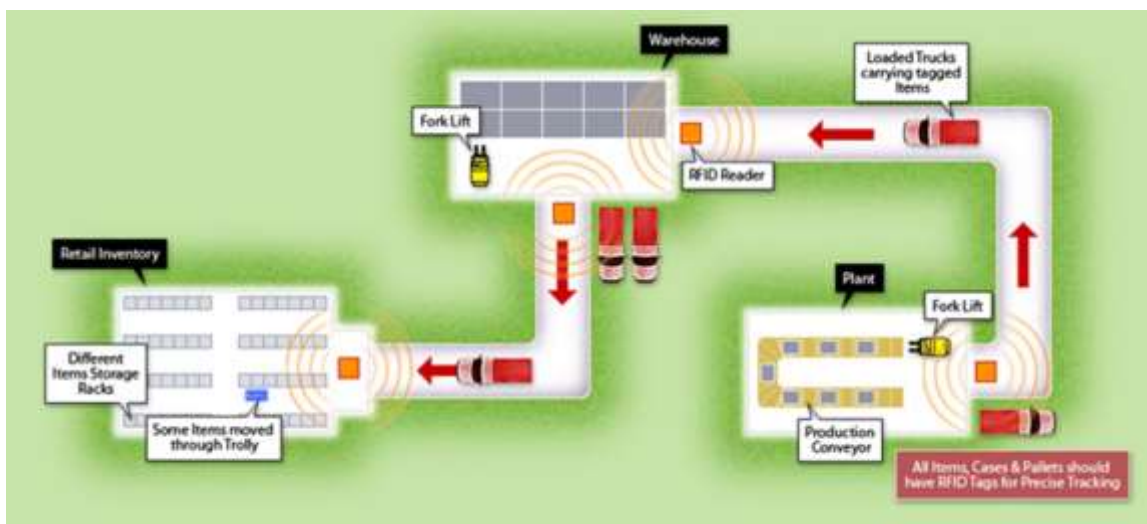 Warehouse
Loaded Trucks
carrying tagged
Items
Fork Lift
RFID Reader
Retail Inventory
Plant
Fork Lift
Different
Items Storage
Racks
Some Items moved
through Trolly
Production
Conveyor
All Items, Cases & Pallets should
have RFID Tags for Precise Tracking